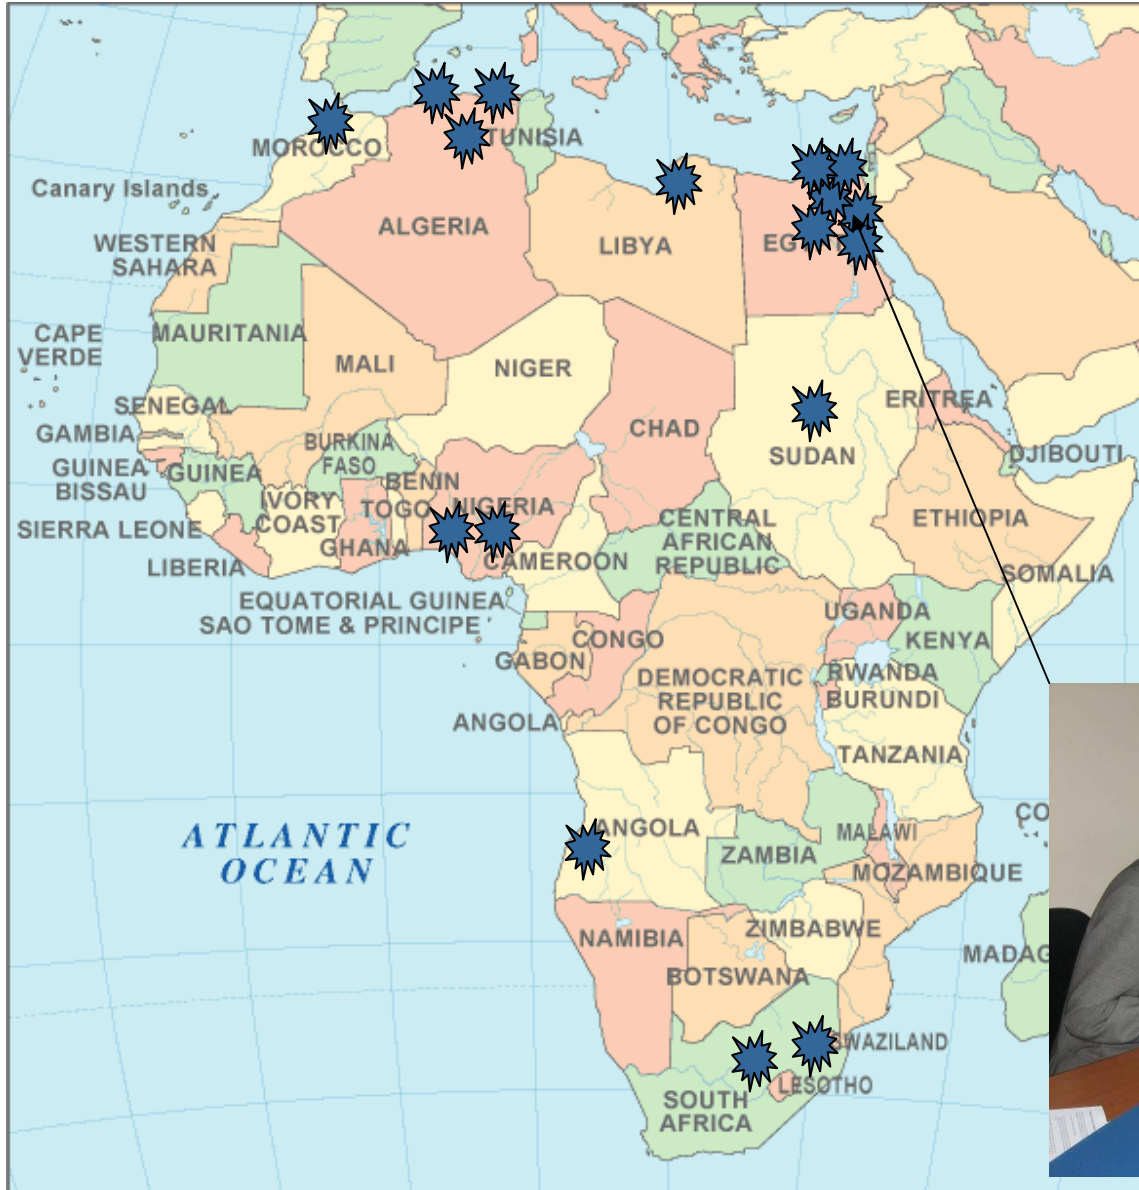 MOROCCO
TUNISIA
Canary Islands
ALGERIA
LIBYA
WESTERN
SAHARA
MAURITANIA
CAPE
VERDE
MALI
NIGER
CHAD
SUDAN
ERITREA
SENEGAL
GAMBIA
GUINEA
BISSAU
GUINEA
BURKINA
FASO
BENIN
NIGERIA
DJIBOUTI
IVORY
COAST
TOGO
SIERRA LEONE
GHANA
LIBERIA
CENTRAL
AFRICAN
REPUBLIC
ETHIOPIA
CAMEROON
SOMALIA
EQUATORIAL GUINEA
SAO TOME & PRINCIPE
UGANDA
KENYA
CONGO
GABON
RWANDA
BURUNDI
DEMOCRATIC
REPUBLIC
OF CONGO
ANGOLA
TANZANIA
ATLANTIC
OCEAN
ANGOLA
MALAWI
ZAMBIA
MOZAMBIQUE
NAMIBIA
ZIMBABWE
BOTSWANA
LESOTHO
SOUTH
AFRICA